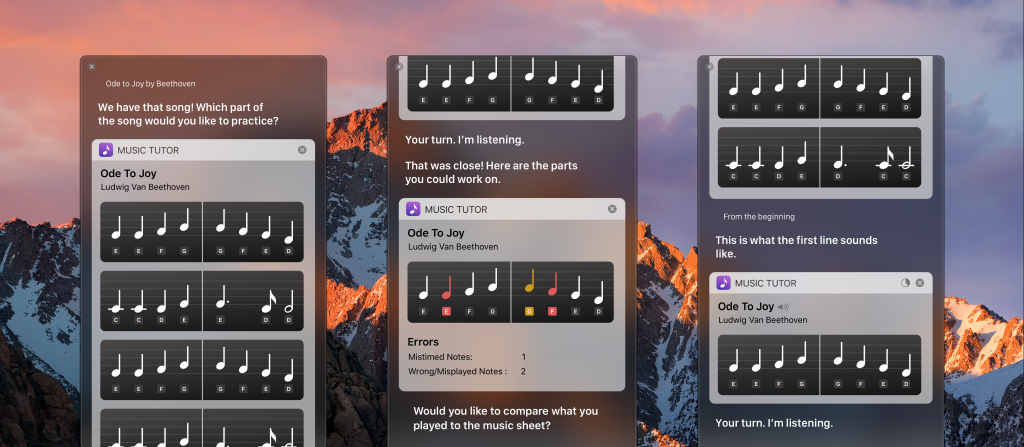 Ode to Joy by Beethoven
We have that song! Which part of
the song would you like to practice?
MUSIC TUTOR
Ode To Joy
Ludwig Van Beethoven
E E F G G F E D
C C D E E D D
E E F G G F E D
E E F G G F E D
Your turn. I'm listening.
That was close! Here are the parts
you could work on.
MUSIC TUTOR
Ode To Joy
Ludwig Van Beethoven
E E F G G F E D
Errors
Mistimed Notes: 1
Wrong/Misplayed Notes : 2
Would you like to compare what you
played to the music sheet?
E E F G G F E D
C C D E D. C C
From the beginning
This is what the first line sounds
like.
MUSIC TUTOR
Ode To Joy
Ludwig Van Beethoven
E E F G G F E D
Your turn. I'm listening.